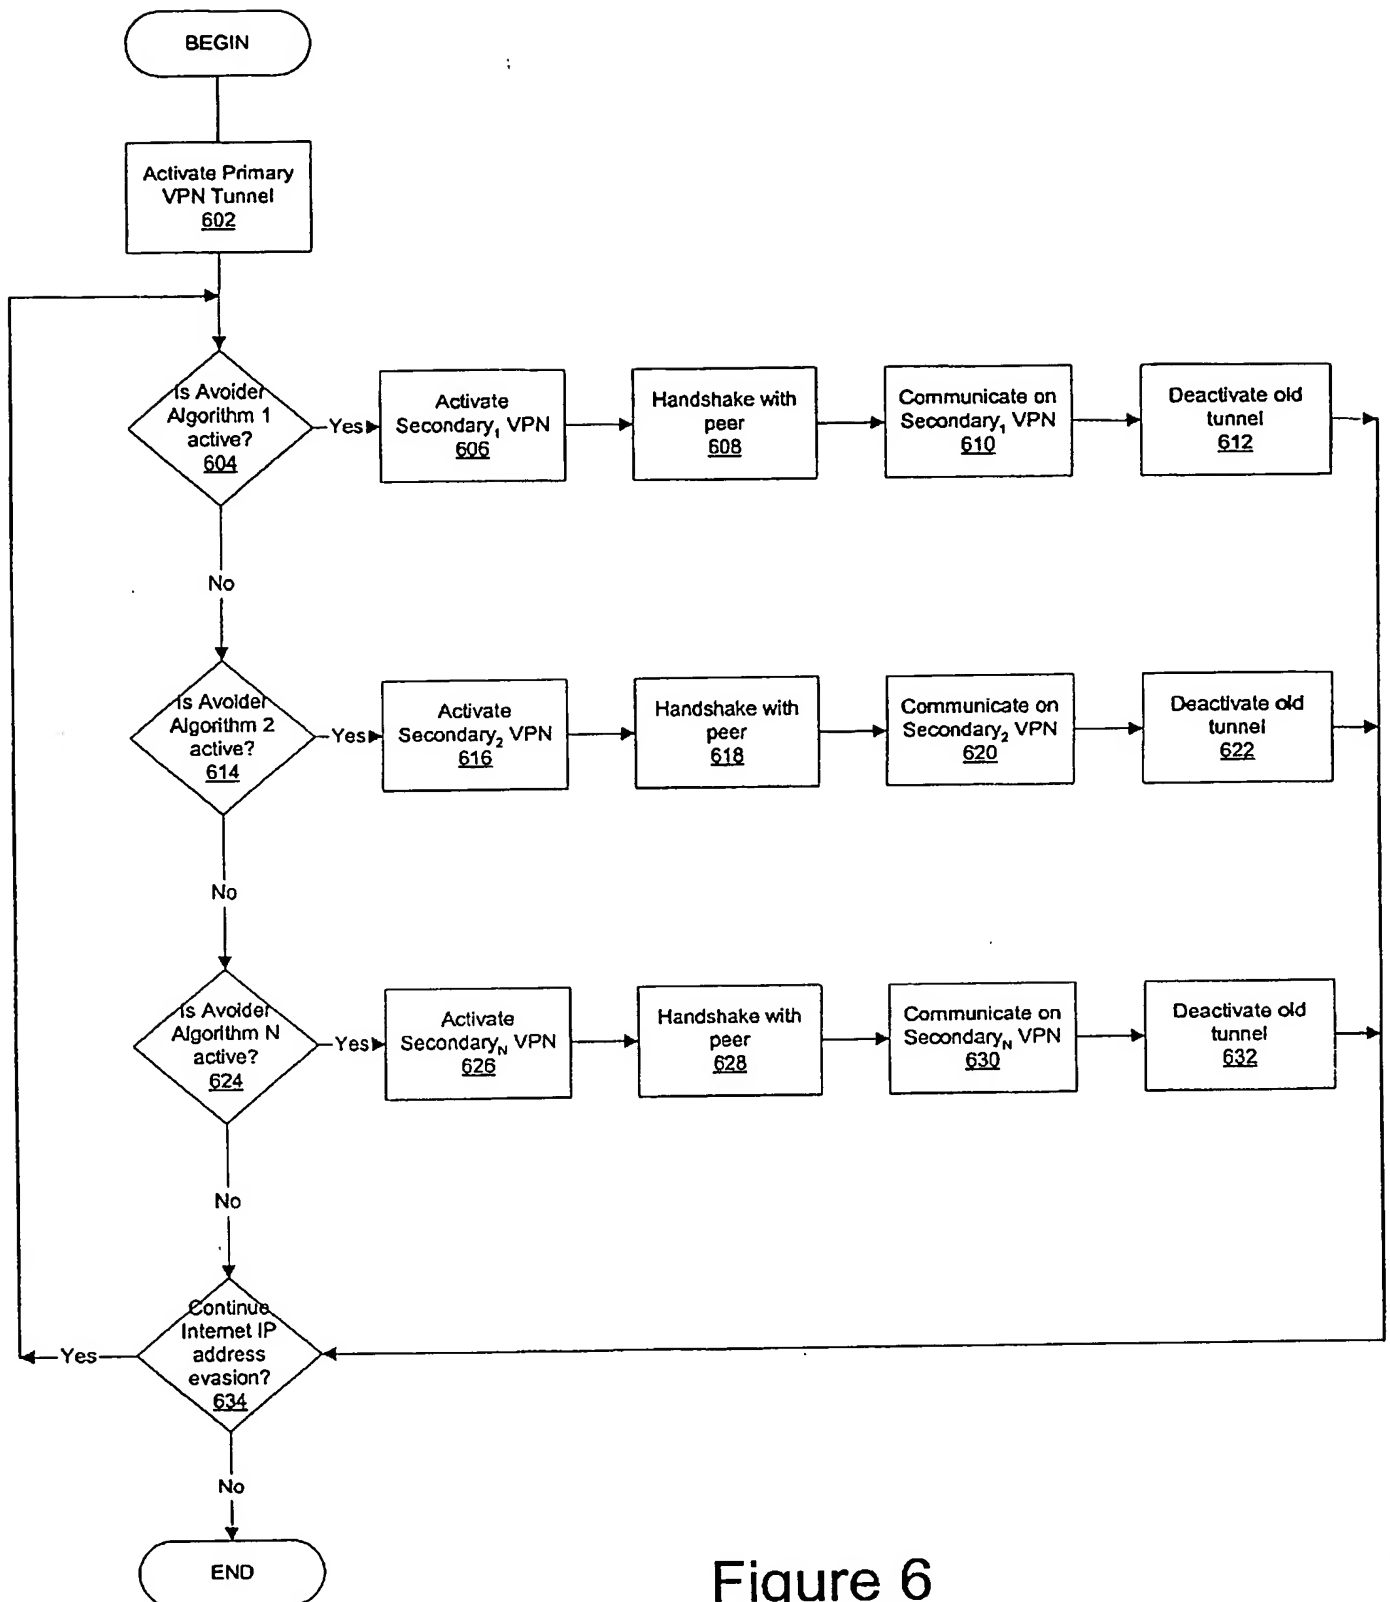 BEGIN
Activate Primary
VPN Tunnel
602
Is Avoider
Algorithm 1
active?
604
Yes
Activate
Secondary₁ VPN
606
Handshake with
peer
608
Communicate on
Secondary₁ VPN
610
Deactivate old
tunnel
612
No
Is Avoider
Algorithm 2
active?
614
Yes
Activate
Secondary₂ VPN
616
Handshake with
peer
618
Communicate on
Secondary₂ VPN
620
Deactivate old
tunnel
622
No
Is Avoider
Algorithm N
active?
624
Yes
Activate
Secondary_N VPN
626
Handshake with
peer
628
Communicate on
Secondary_N VPN
630
Deactivate old
tunnel
632
No
Continue
Internet IP
address
evasion?
634
Yes
No
END
Figure 6